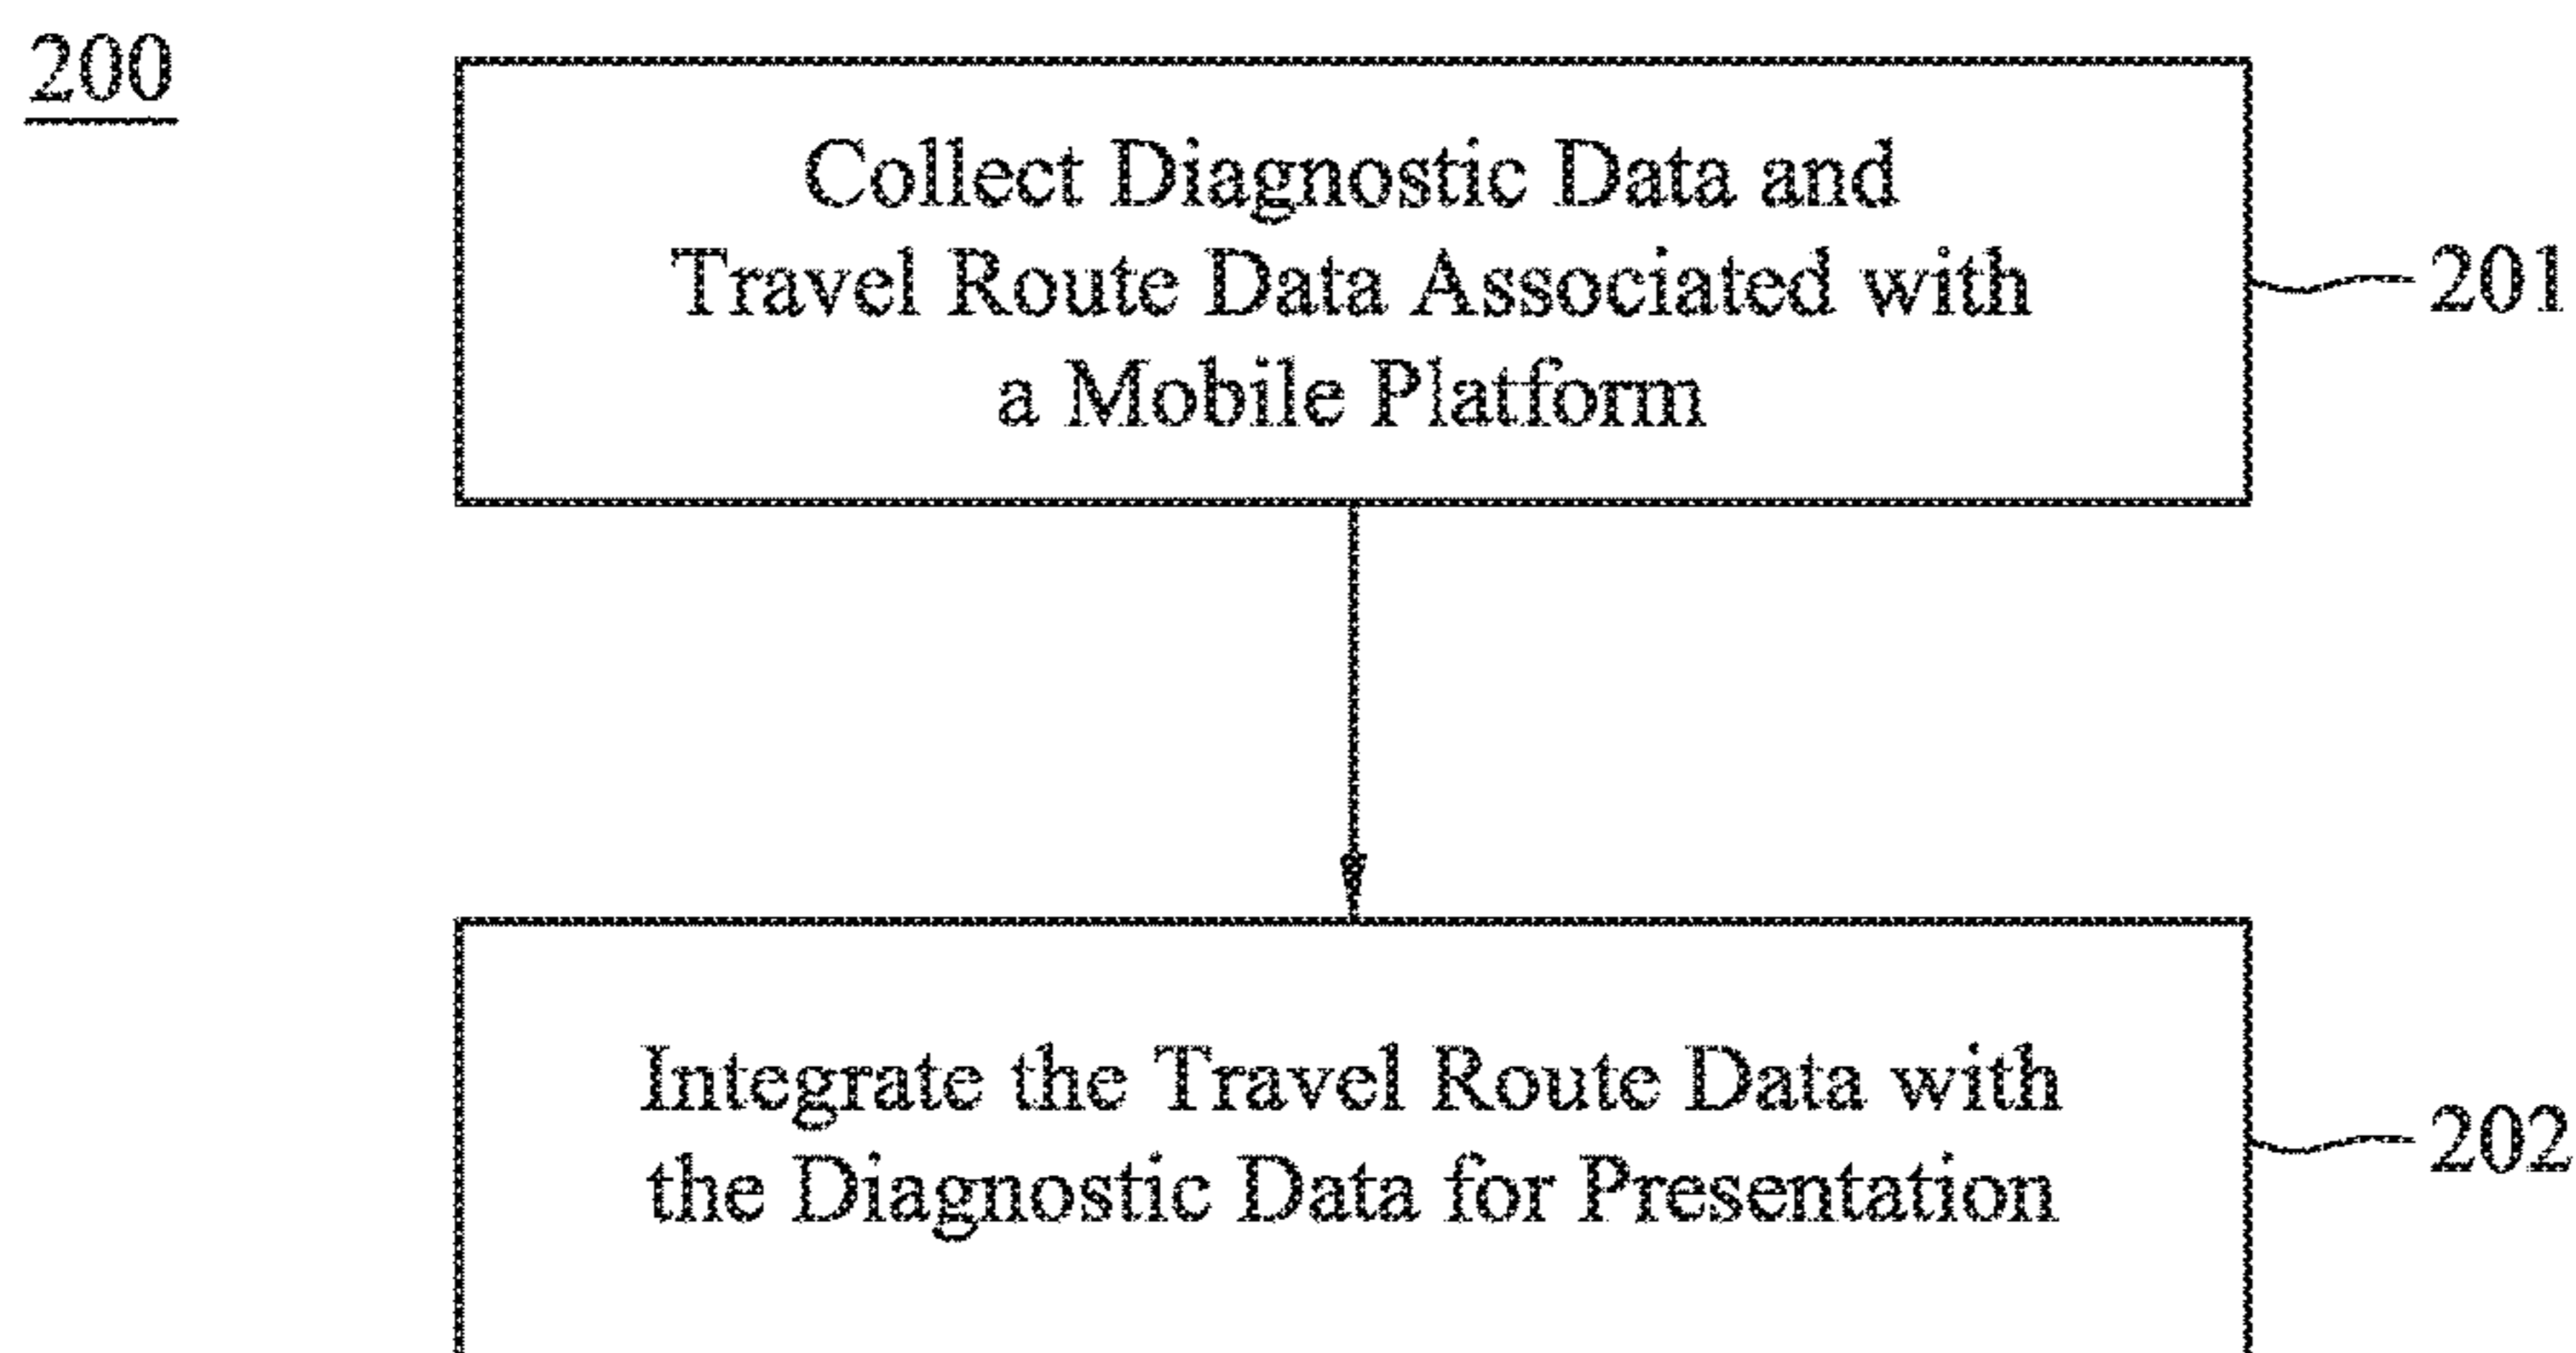 200
Collect Diagnostic Data and
Travel Route Data Associated with
a Mobile Platform
201
Integrate the Travel Route Data with
the Diagnostic Data for Presentation
202